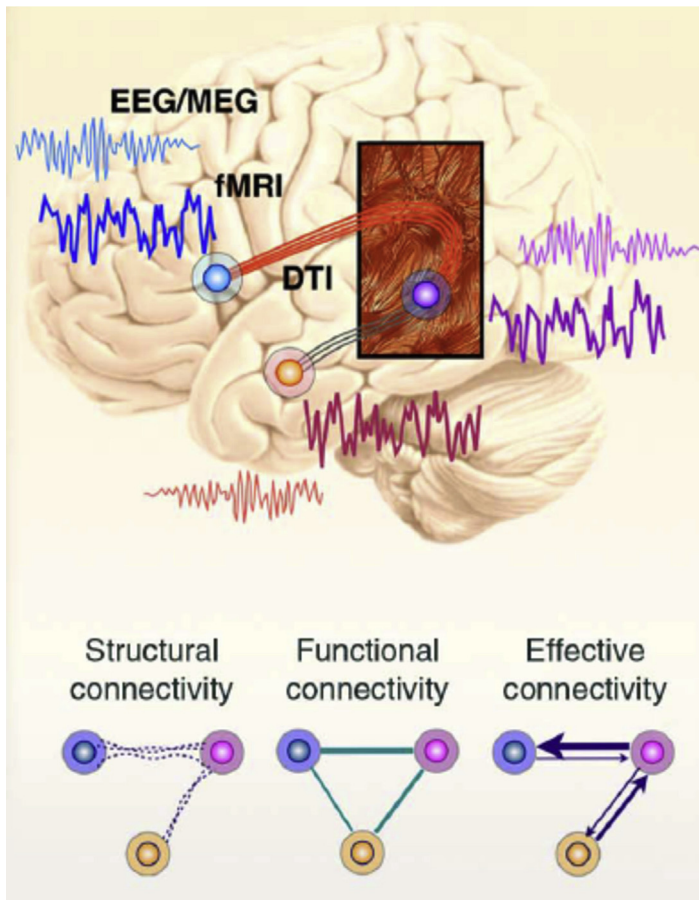 EEG/MEG
fMRI
DTI
Structural
connectivity
Functional
connectivity
Effective
connectivity